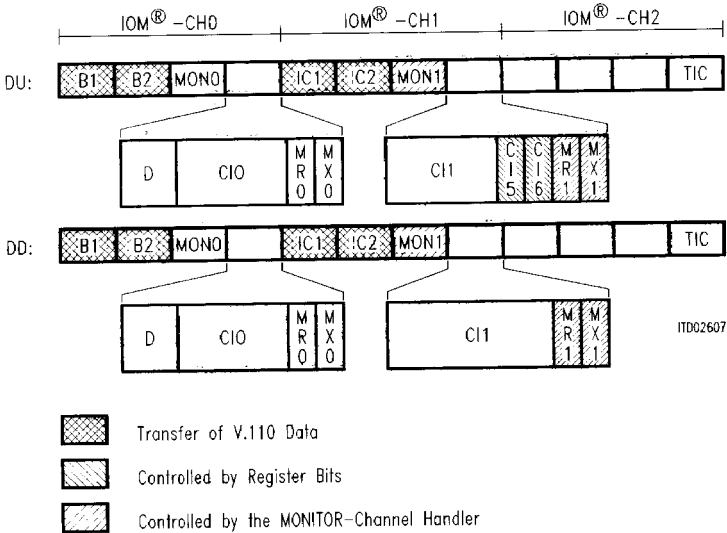 IOM® -CH0 IOM® -CH1 IOM® -CH2
DU: B1 B2 MON0 IC1 IC2 MON1 TIC
D CI0 MR0 MX0 CI1 CI5 CI6 MR1 MX1
DD: B1 B2 MON0 IC1 IC2 MON1 TIC
D CI0 MR0 MX0 CI1 MR1 MX1
ITD02607
Transfer of V.110 Data
Controlled by Register Bits
Controlled by the MONITOR-Channel Handler